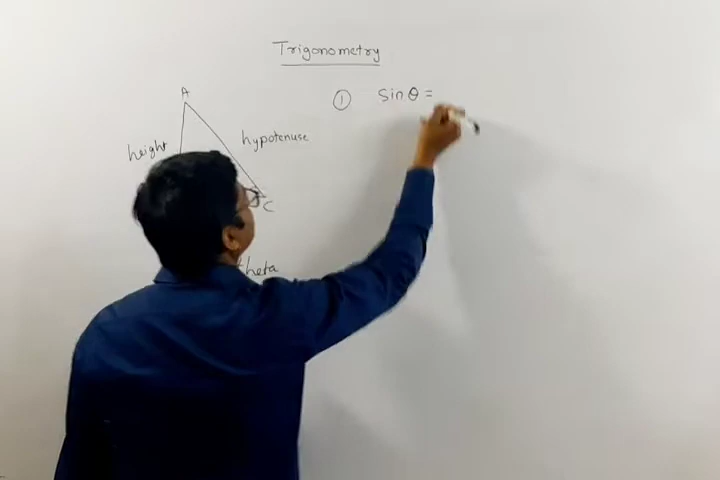 Trigonometry
A
① Sin θ =
height
hypotenuse
C
theta